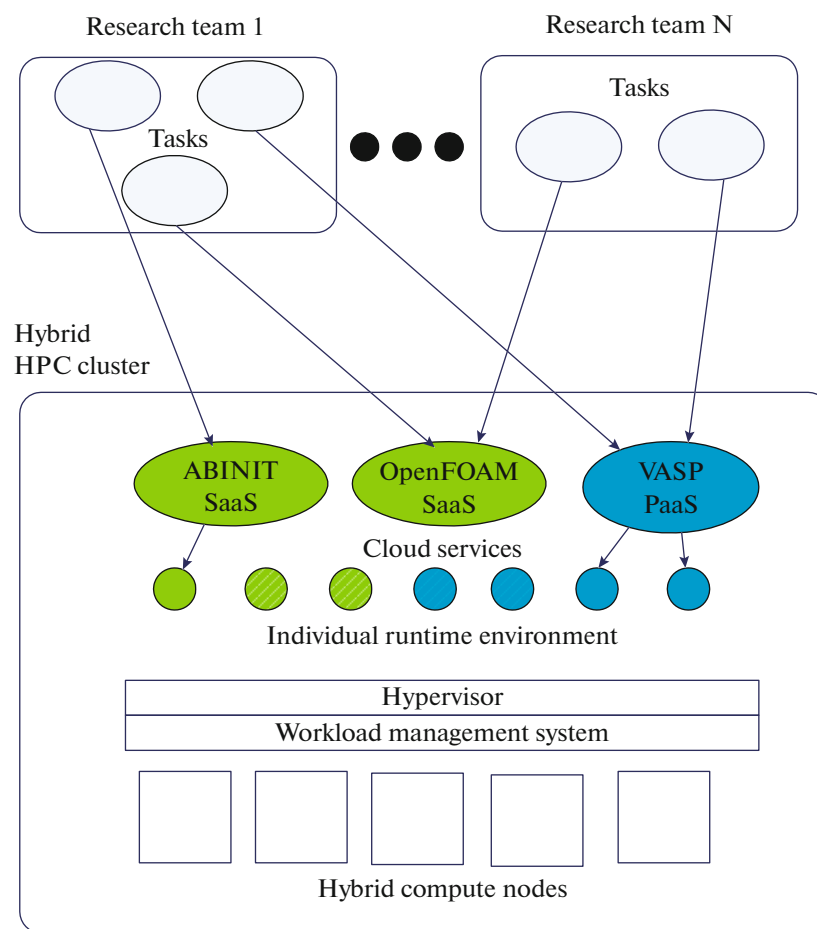 Research team 1
Research team N
Tasks
Tasks
Hybrid
HPC cluster
ABINIT
SaaS
OpenFOAM
SaaS
VASP
PaaS
Cloud services
Individual runtime environment
Hypervisor
Workload management system
Hybrid compute nodes